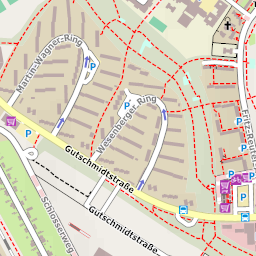 Martin-Wagner-Ring
Wesenberger-Ring
Gutschmidtstraße
Gutschmidtstraße
Schlosserweg
Fritz-Reuter-
P
P
P
P
P
P